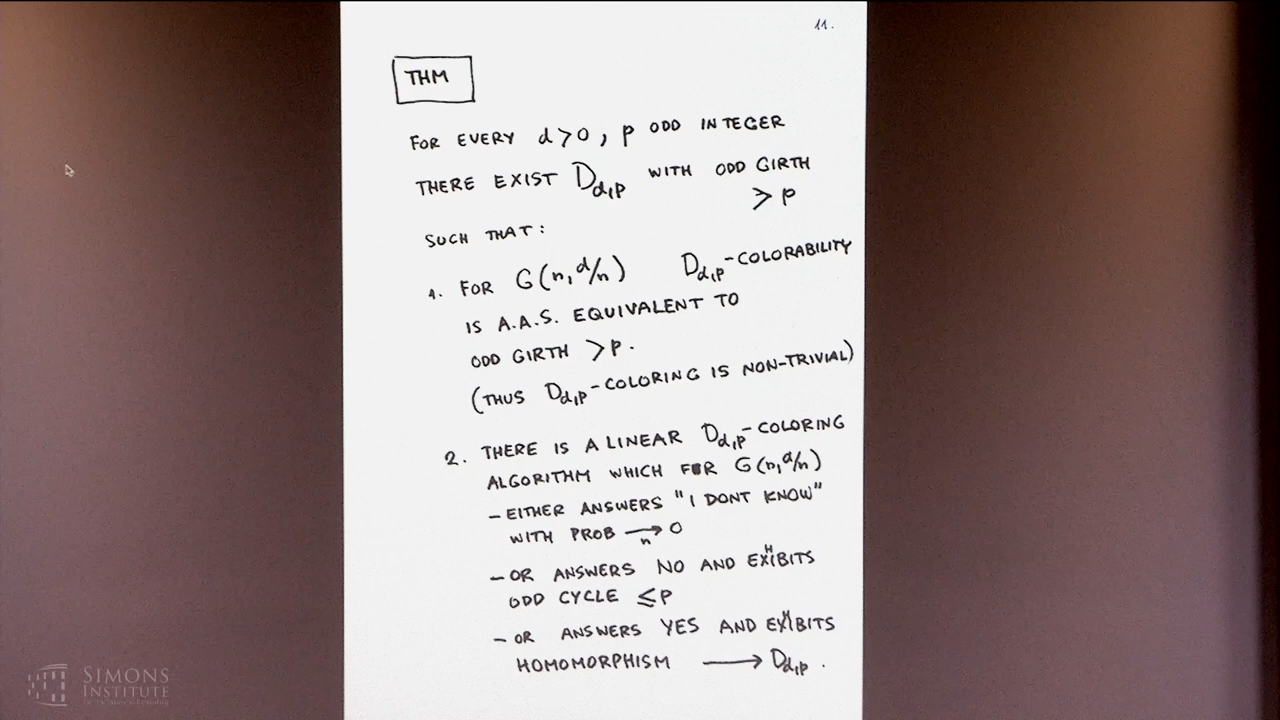 11.
THM
FOR EVERY d>0, p ODD INTEGER
THERE EXIST D_{d,p} WITH ODD GIRTH
> p
SUCH THAT:
1. FOR G(n, d/n) D_{d,p}-COLORABILITY
IS A.A.S. EQUIVALENT TO
ODD GIRTH > p.
(THUS D_{d,p}-COLORING IS NON-TRIVIAL)
2. THERE IS A LINEAR D_{d,p}-COLORING
ALGORITHM WHICH FOR G(n, d/n)
- EITHER ANSWERS "I DONT KNOW"
WITH PROB →_n 0
- OR ANSWERS NO AND EXHIBITS
ODD CYCLE ≤ p
- OR ANSWERS YES AND EXHIBITS
HOMOMORPHISM → D_{d,p}.
SIMONS
INSTITUTE